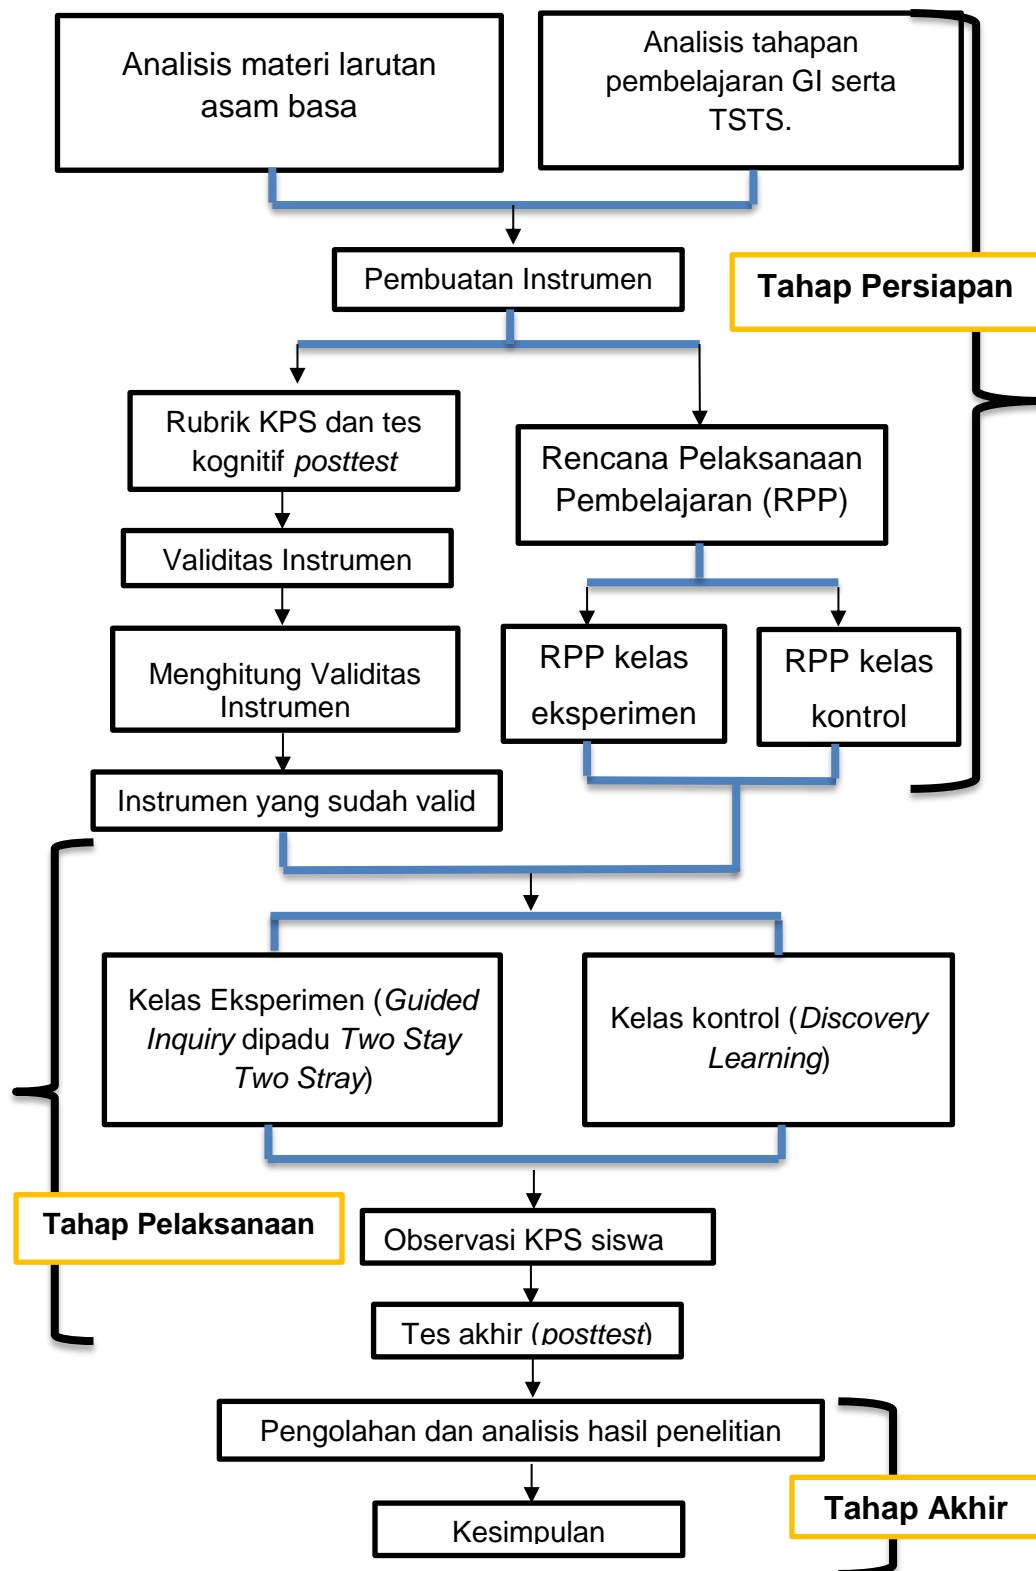 Analisis materi larutan
asam basa
Analisis tahapan
pembelajaran GI serta
TSTS.
Pembuatan Instrumen
Tahap Persiapan
Rubrik KPS dan tes
kognitif posttest
Rencana Pelaksanaan
Pembelajaran (RPP)
Validitas Instrumen
RPP kelas
eksperimen
RPP kelas
kontrol
Menghitung Validitas
Instrumen
Instrumen yang sudah valid
Kelas Eksperimen (Guided
Inquiry dipadu Two Stay
Two Stray)
Kelas kontrol (Discovery
Learning)
Tahap Pelaksanaan
Observasi KPS siswa
Tes akhir (posttest)
Pengolahan dan analisis hasil penelitian
Tahap Akhir
Kesimpulan